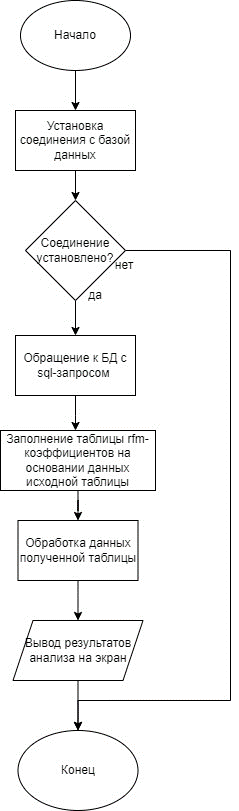 Начало
Установка
соединения с базой
данных
Соединение
установлено?
нет
да
Обращение к БД с
sql-запросом
Заполнение таблицы rfm-
коэффициентов на
основании данных
исходной таблицы
Обработка данных
полученной таблицы
Вывод результатов
анализа на экран
Конец